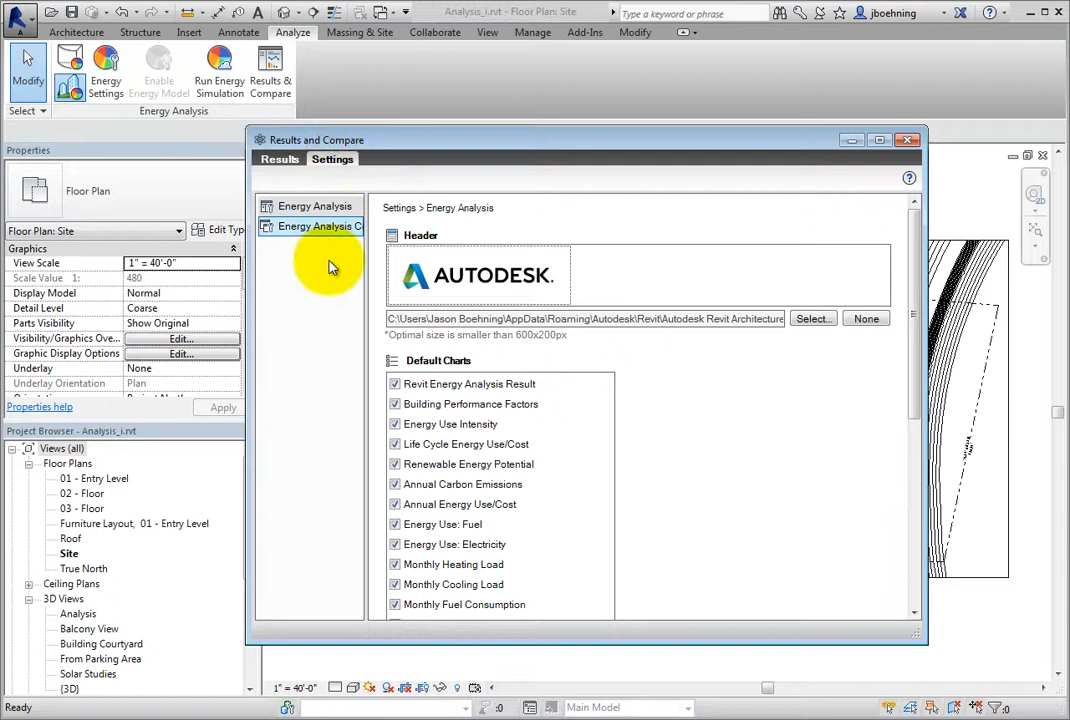 Analysis_i.rvt - Floor Plan: Site
Type a keyword or phrase
jboehning
Architecture Structure Insert Annotate Analyze Massing & Site Collaborate View Manage Add-Ins Modify
Modify
Energy Settings
Enable Energy Model
Run Energy Simulation
Results & Compare
Select
Energy Analysis
Properties
Floor Plan
Floor Plan: Site
Edit Typ
Graphics
View Scale 1" = 40'-0"
Scale Value 1: 480
Display Model Normal
Detail Level Coarse
Parts Visibility Show Original
Visibility/Graphics Ove... Edit...
Graphic Display Options Edit...
Underlay None
Underlay Orientation Plan
Properties help
Apply
Project Browser - Analysis_i.rvt
Views (all)
Floor Plans
01 - Entry Level
02 - Floor
03 - Floor
Furniture Layout, 01 - Entry Level
Roof
Site
True North
Ceiling Plans
3D Views
Analysis
Balcony View
Building Courtyard
From Parking Area
Solar Studies
{3D}
Results and Compare
Results Settings
Energy Analysis
Energy Analysis C
Settings > Energy Analysis
Header
AUTODESK.
C:\Users\Jason Boehning\AppData\Roaming\Autodesk\Revit\Autodesk Revit Architecture
Select... None
*Optimal size is smaller than 600x200px
Default Charts
Revit Energy Analysis Result
Building Performance Factors
Energy Use Intensity
Life Cycle Energy Use/Cost
Renewable Energy Potential
Annual Carbon Emissions
Annual Energy Use/Cost
Energy Use: Fuel
Energy Use: Electricity
Monthly Heating Load
Monthly Cooling Load
Monthly Fuel Consumption
1" = 40'-0"
Ready
:0
Main Model
:0